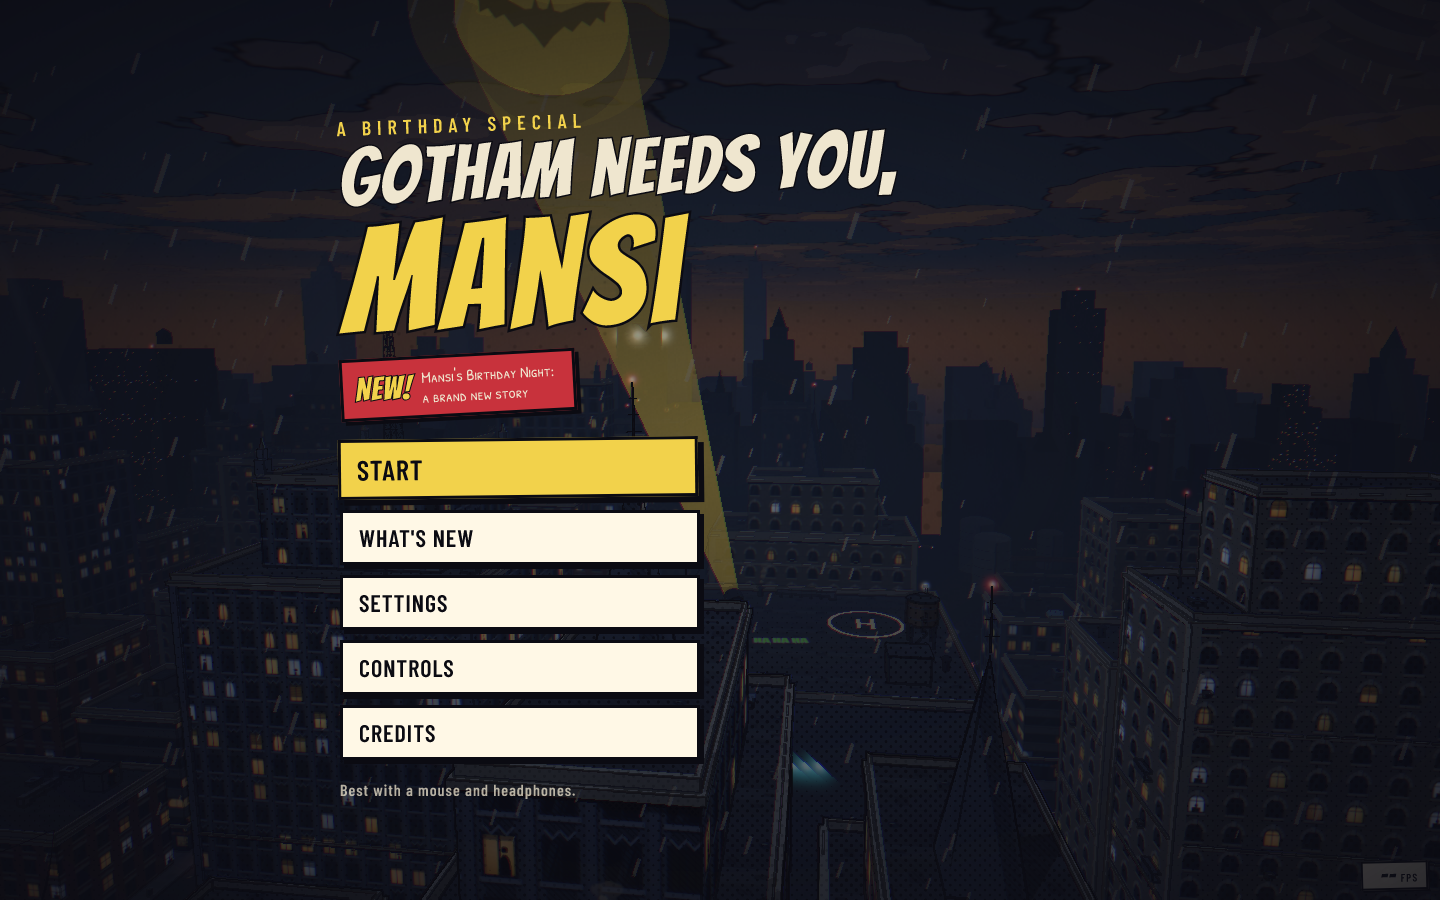 A BIRTHDAY SPECIAL
GOTHAM NEEDS YOU,
MANSI
NEW! Mansi's Birthday Night:
a brand new story
START
WHAT'S NEW
SETTINGS
CONTROLS
CREDITS
Best with a mouse and headphones.
H
-- FPS